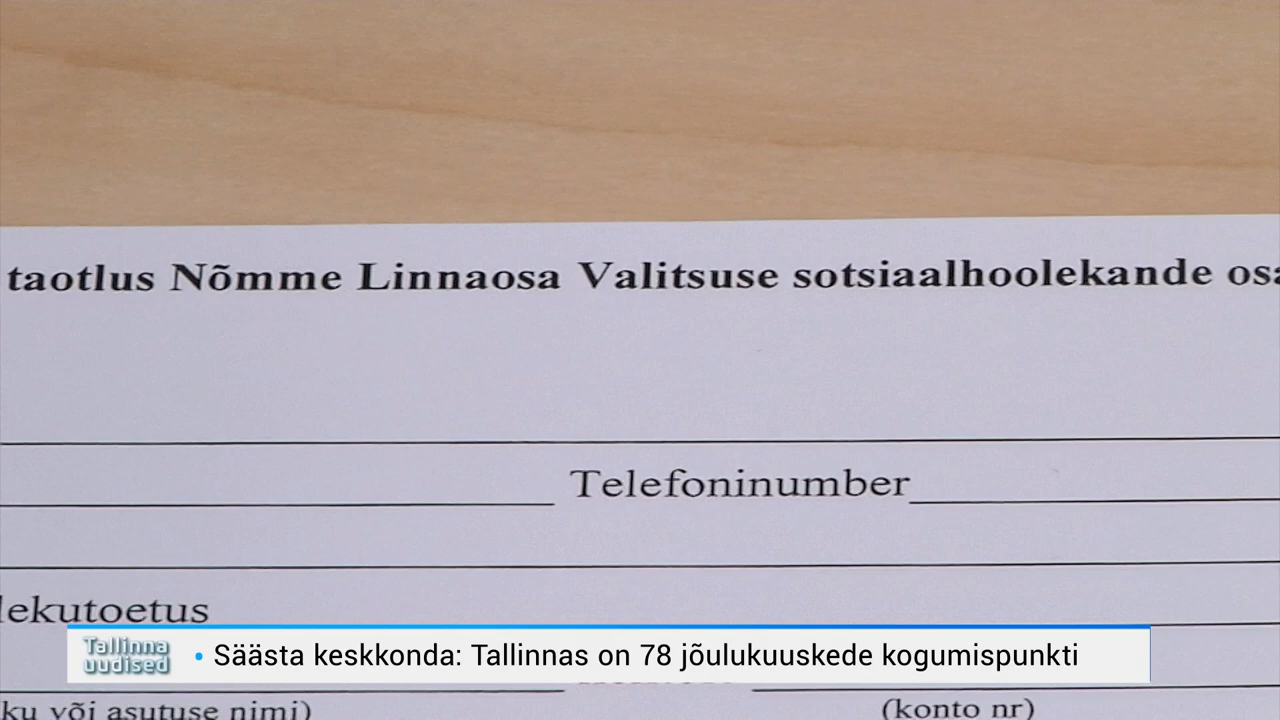 taotlus Nõmme Linnaosa Valitsuse sotsiaalhoolekande osa
Telefoninumber
lekutoetus
Tallinna
uudised
• Säästa keskkonda: Tallinnas on 78 jõulukuuskede kogumispunkti
ku või asutuse nimi)
(konto nr)